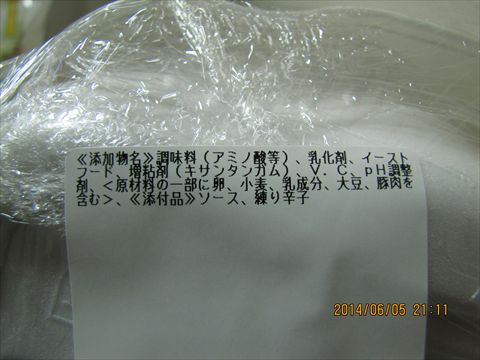 ≪添加物名≫調味料（アミノ酸等）、乳化剤、イースト
フード、増粘剤（キサンタンガム）、V．C、pH調整
剤、＜原材料の一部に卵、小麦、乳成分、大豆、豚肉を
含む＞、≪添付品≫ソース、練り辛子
2014/06/05 21:11